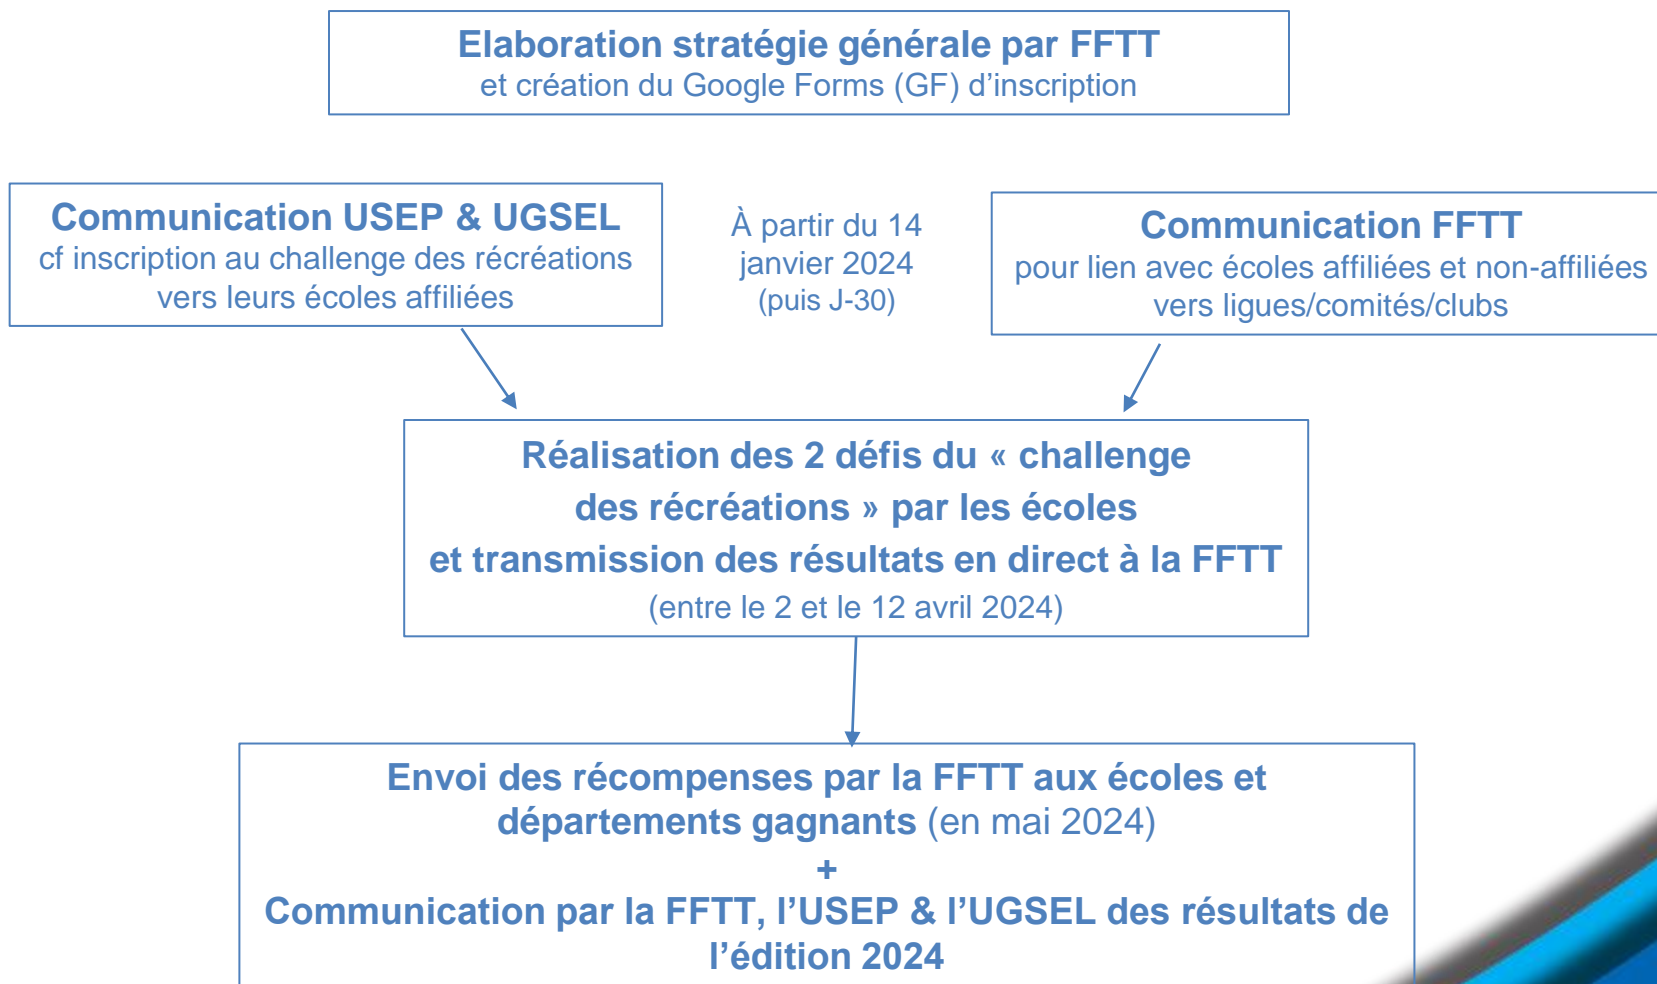 Elaboration stratégie générale par FFTT
et création du Google Forms (GF) d’inscription
Communication USEP & UGSEL
cf inscription au challenge des récréations
vers leurs écoles affiliées
À partir du 14
janvier 2024
(puis J-30)
Communication FFTT
pour lien avec écoles affiliées et non-affiliées
vers ligues/comités/clubs
Réalisation des 2 défis du « challenge
des récréations » par les écoles
et transmission des résultats en direct à la FFTT
(entre le 2 et le 12 avril 2024)
Envoi des récompenses par la FFTT aux écoles et
départements gagnants (en mai 2024)
+
Communication par la FFTT, l’USEP & l’UGSEL des résultats de
l’édition 2024